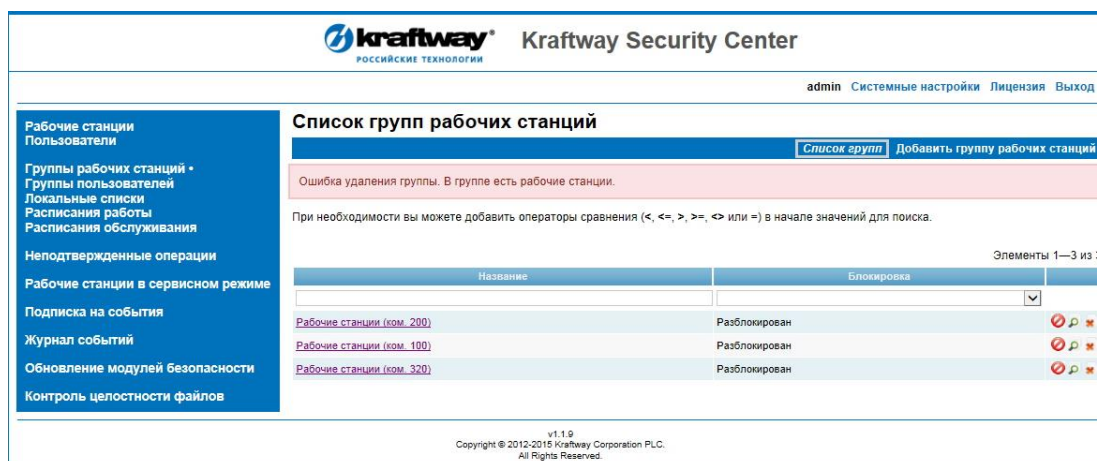 kraftway® Kraftway Security Center
РОССИЙСКИЕ ТЕХНОЛОГИИ
admin Системные настройки Лицензия Выход
Рабочие станции
Пользователи
Группы рабочих станций •
Группы пользователей
Локальные списки
Расписания работы
Расписания обслуживания
Неподтвержденные операции
Рабочие станции в сервисном режиме
Подписка на события
Журнал событий
Обновление модулей безопасности
Контроль целостности файлов
Список групп рабочих станций
Список групп Добавить группу рабочих станций
Ошибка удаления группы. В группе есть рабочие станции.
При необходимости вы можете добавить операторы сравнения (<, <=, >, >=, <> или =) в начале значений для поиска.
Элементы 1—3 из
Название Блокировка
Рабочие станции (ком. 200) Разблокирован
Рабочие станции (ком. 100) Разблокирован
Рабочие станции (ком. 320) Разблокирован
v1.1.9
Copyright © 2012-2015 Kraftway Corporation PLC.
All Rights Reserved.